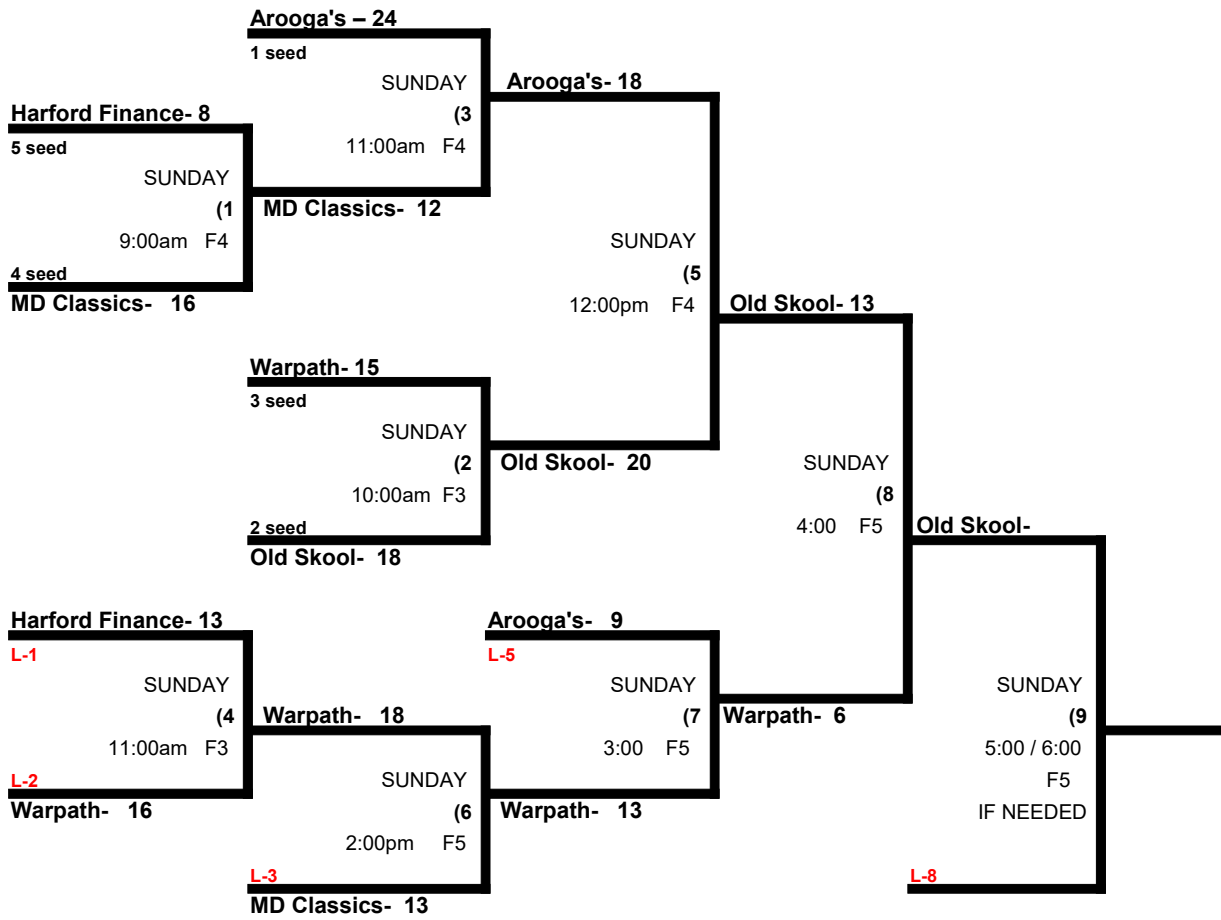 Arooga's – 24
1 seed
SUNDAY
(3
11:00am F4
Arooga's- 18
Harford Finance- 8
5 seed
SUNDAY
(1
9:00am F4
MD Classics- 12
4 seed
MD Classics- 16
SUNDAY
(5
12:00pm F4
Old Skool- 13
Warpath- 15
3 seed
SUNDAY
(2
10:00am F3
Old Skool- 20
2 seed
Old Skool- 18
SUNDAY
(8
4:00 F5
Old Skool-
Harford Finance- 13
L-1
SUNDAY
(4
11:00am F3
Warpath- 18
L-2
Warpath- 16
Arooga's- 9
L-5
SUNDAY
(7
3:00 F5
Warpath- 6
SUNDAY
(6
2:00pm F5
Warpath- 13
L-3
MD Classics- 13
SUNDAY
(9
5:00 / 6:00
F5
IF NEEDED
L-8